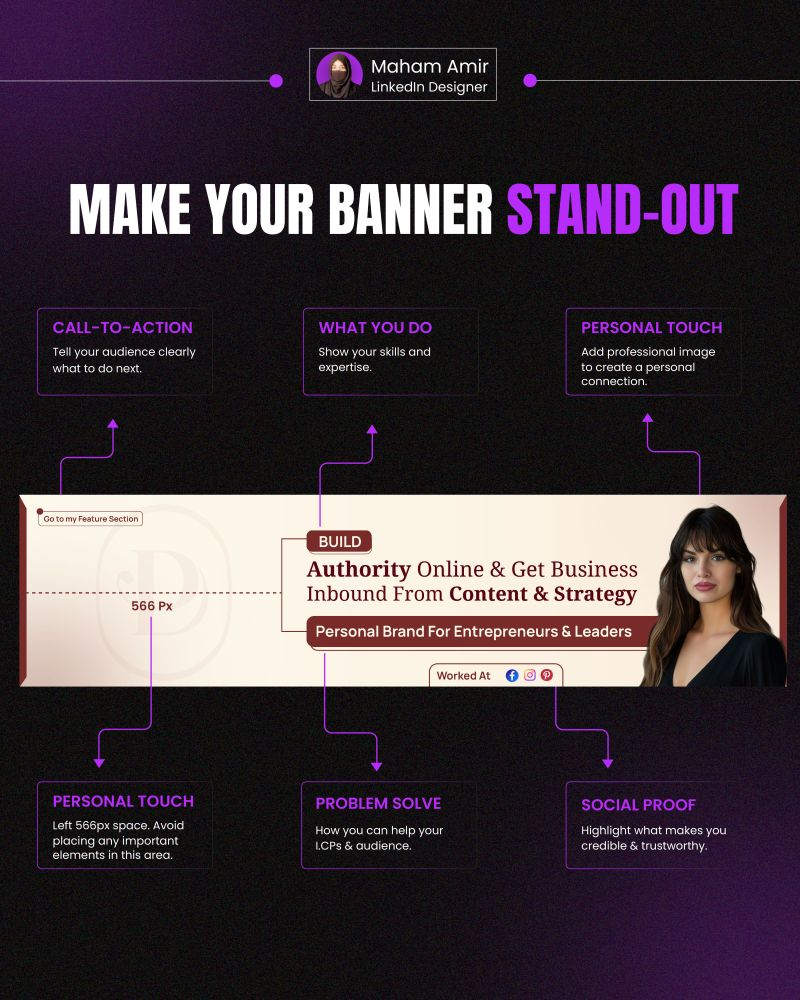 Maham Amir
LinkedIn Designer
MAKE YOUR BANNER STAND-OUT
CALL-TO-ACTION
Tell your audience clearly
what to do next.
WHAT YOU DO
Show your skills and
expertise.
PERSONAL TOUCH
Add professional image
to create a personal
connection.
Go to my Feature Section
566 Px
BUILD
Authority Online & Get Business
Inbound From Content & Strategy
Personal Brand For Entrepreneurs & Leaders
Worked At
PERSONAL TOUCH
Left 566px space. Avoid
placing any important
elements in this area.
PROBLEM SOLVE
How you can help your
I.CPs & audience.
SOCIAL PROOF
Highlight what makes you
credible & trustworthy.